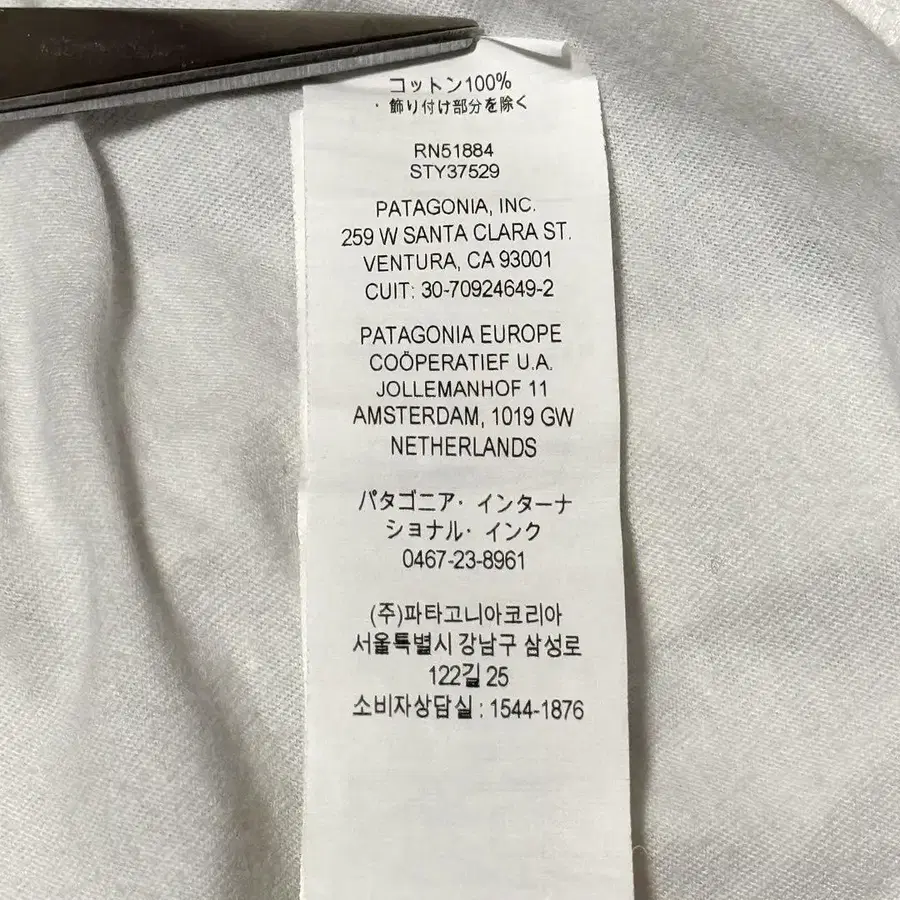 コットン100%
・飾り付け部分を除く
RN51884
STY37529
PATAGONIA, INC.
259 W SANTA CLARA ST.
VENTURA, CA 93001
CUIT: 30-70924649-2
PATAGONIA EUROPE
COÖPERATIEF U.A.
JOLLEMANHOF 11
AMSTERDAM, 1019 GW
NETHERLANDS
パタゴニア・インターナ
ショナル・インク
0467-23-8961
(주)파타고니아코리아
서울특별시 강남구 삼성로
122길 25
소비자상담실 : 1544-1876